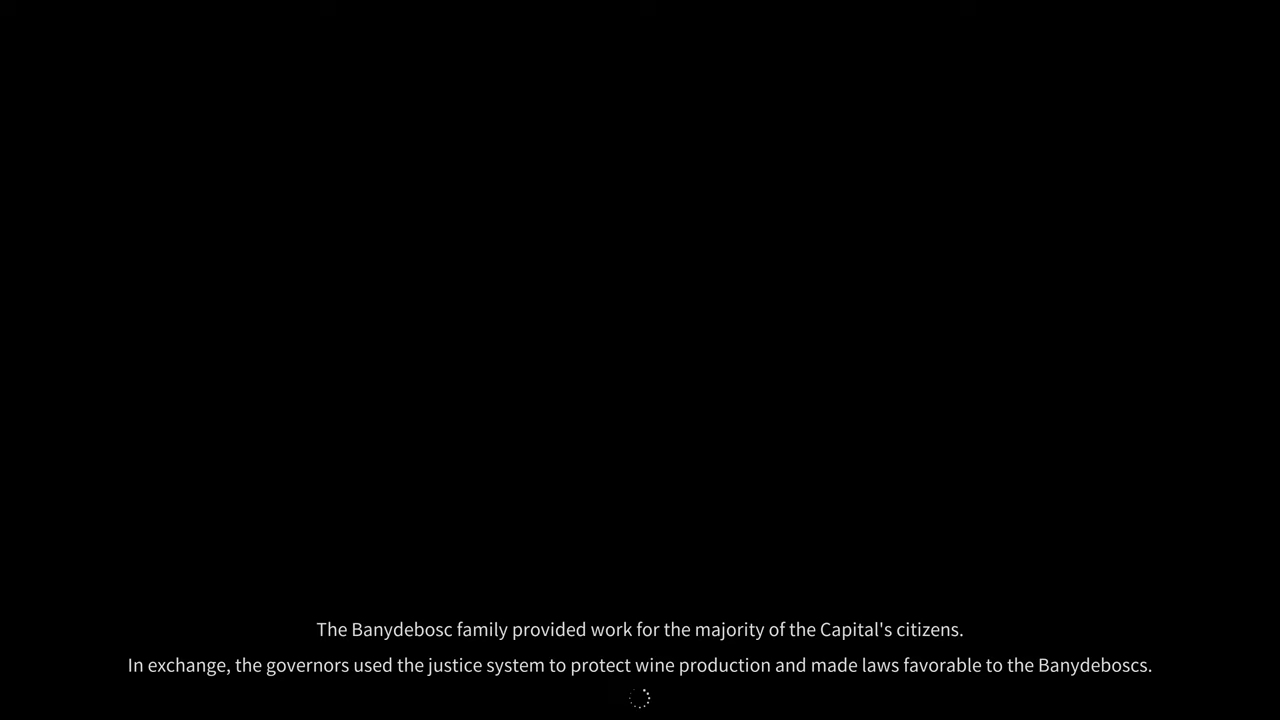 The Banydebosc family provided work for the majority of the Capital's citizens.
In exchange, the governors used the justice system to protect wine production and made laws favorable to the Banydeboscs.